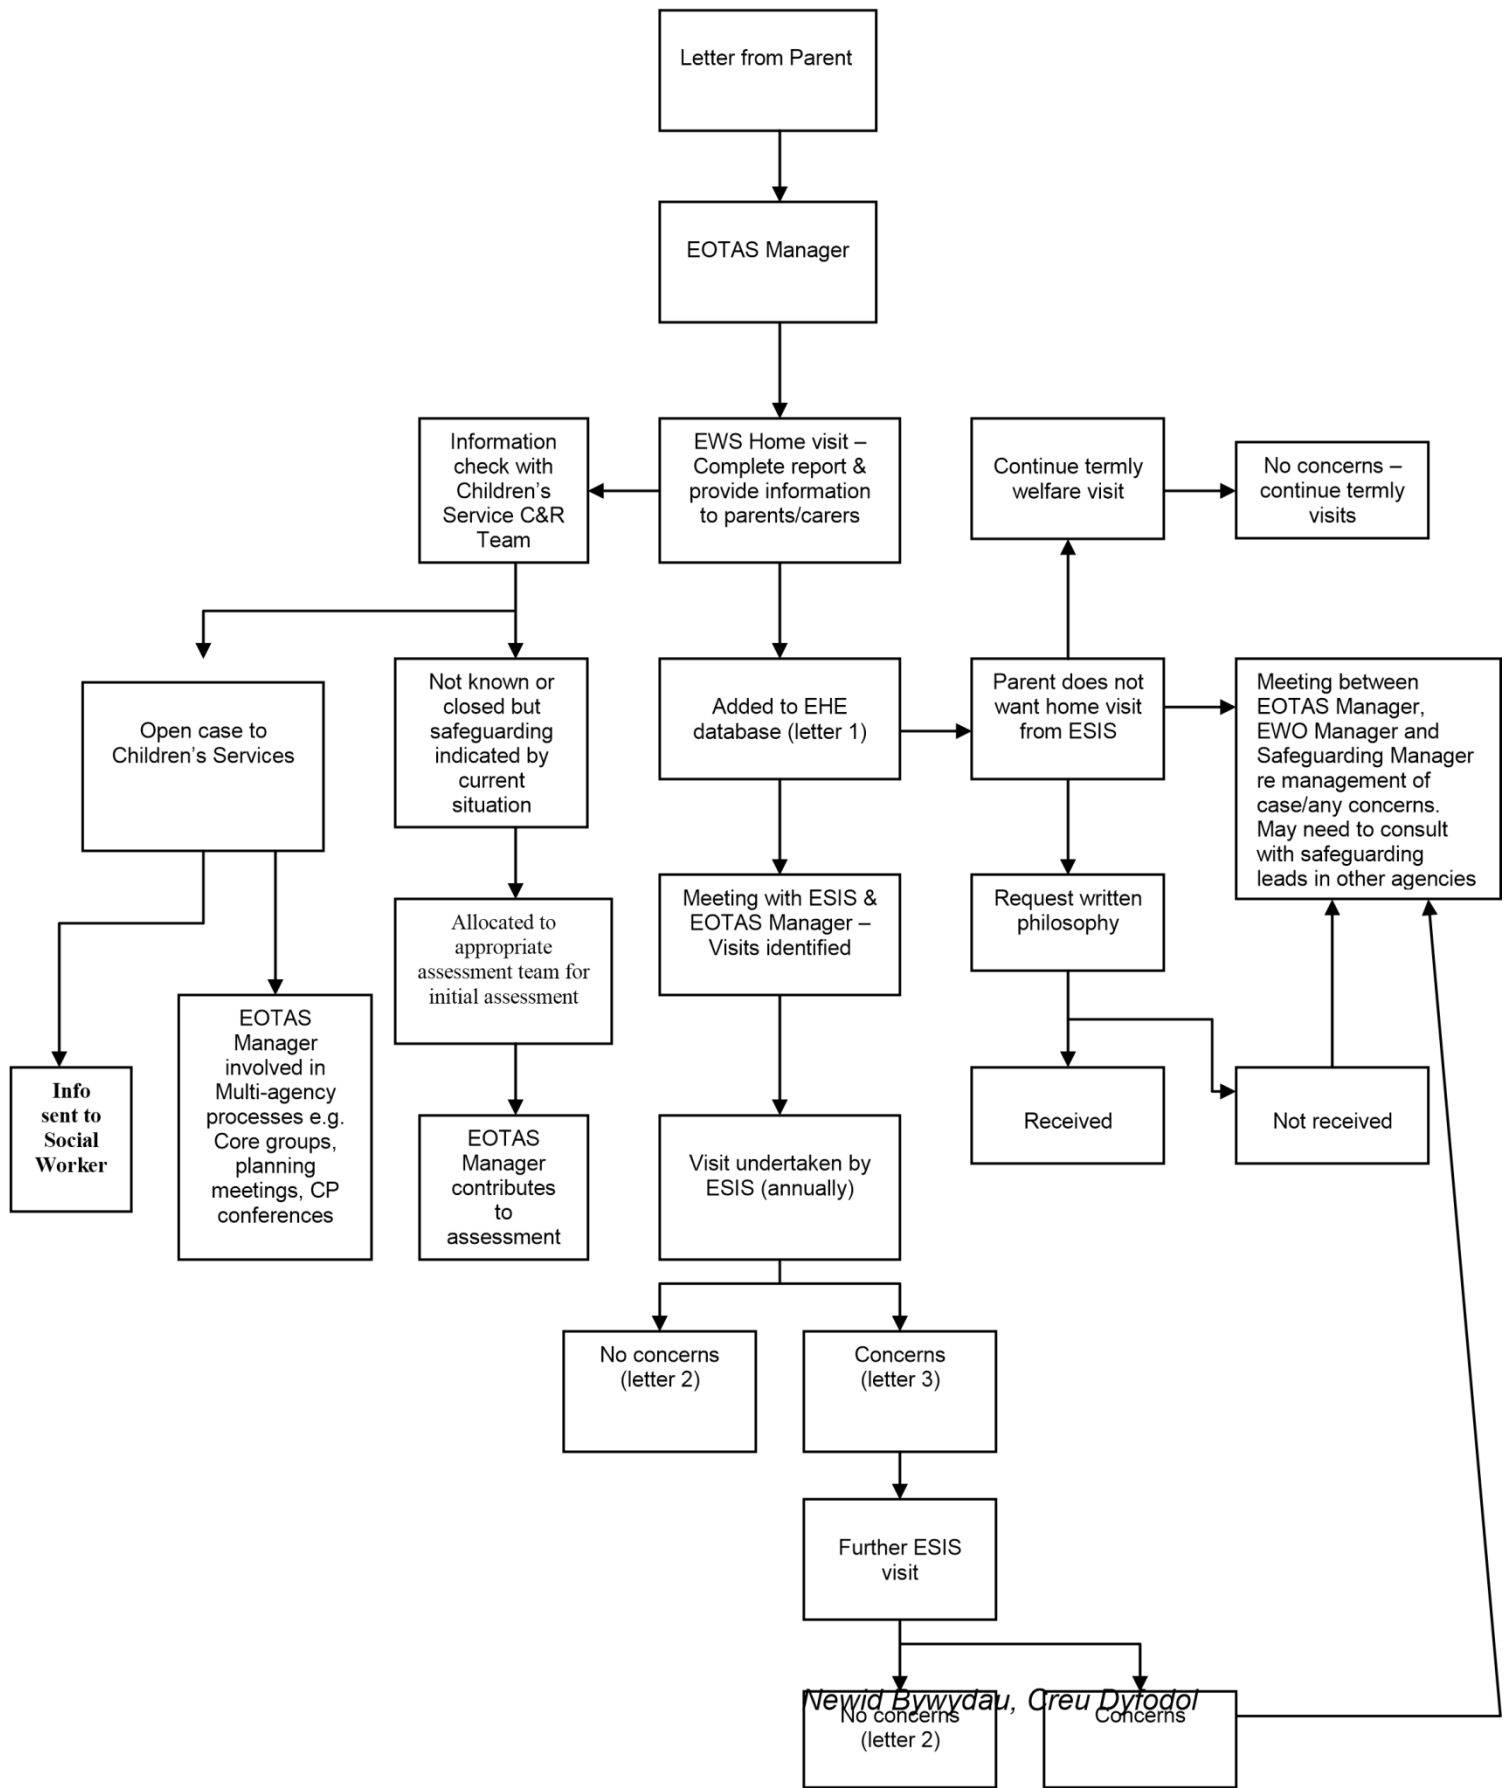 Letter from Parent
EOTAS Manager
Information
check with
Children’s
Service C&R
Team
EWS Home visit –
Complete report &
provide information
to parents/carers
Continue termly
welfare visit
No concerns –
continue termly
visits
Open case to
Children’s Services
Not known or
closed but
safeguarding
indicated by
current
situation
Added to EHE
database (letter 1)
Parent does not
want home visit
from ESIS
Meeting between
EOTAS Manager,
EWO Manager and
Safeguarding Manager
re management of
case/any concerns.
May need to consult
with safeguarding
leads in other agencies
Allocated to
appropriate
assessment team for
initial assessment
Meeting with ESIS &
EOTAS Manager –
Visits identified
Request written
philosophy
Info
sent to
Social
Worker
EOTAS
Manager
involved in
Multi-agency
processes e.g.
Core groups,
planning
meetings, CP
conferences
EOTAS
Manager
contributes
to
assessment
Visit undertaken by
ESIS (annually)
Received
Not received
No concerns
(letter 2)
Concerns
(letter 3)
Further ESIS
visit
Newid Bywydau, Creu Dyfodol
No concerns
(letter 2)
Concerns